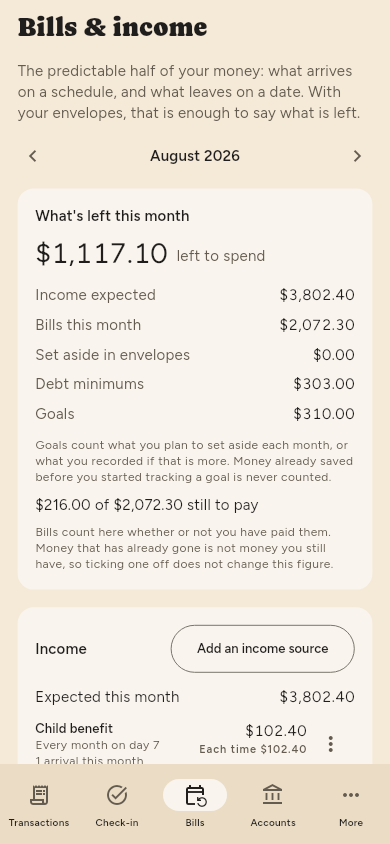 Bills & income
The predictable half of your money: what arrives
on a schedule, and what leaves on a date. With
your envelopes, that is enough to say what is left.
August 2026
What's left this month
$1,117.10 left to spend
Income expected $3,802.40
Bills this month $2,072.30
Set aside in envelopes $0.00
Debt minimums $303.00
Goals $310.00
Goals count what you plan to set aside each month, or
what you recorded if that is more. Money already saved
before you started tracking a goal is never counted.
$216.00 of $2,072.30 still to pay
Bills count here whether or not you have paid them.
Money that has already gone is not money you still
have, so ticking one off does not change this figure.
Income Add an income source
Expected this month $3,802.40
Child benefit $102.40
Every month on day 7 Each time $102.40
1 arrival this month
Transactions Check-in Bills Accounts More